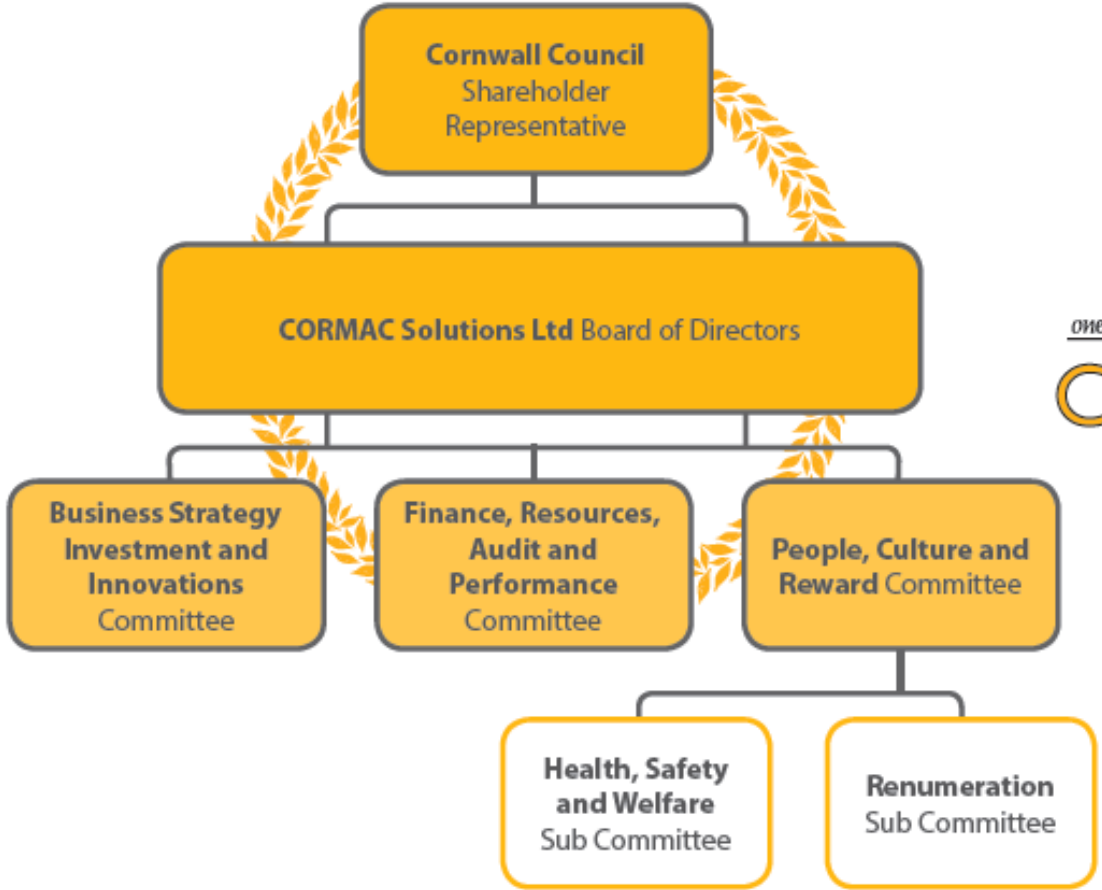 Cornwall Council
Shareholder
Representative
CORMAC Solutions Ltd Board of Directors
one
Business Strategy
Investment and
Innovations
Committee
Finance, Resources,
Audit and
Performance
Committee
People, Culture and
Reward Committee
Health, Safety
and Welfare
Sub Committee
Renumeration
Sub Committee